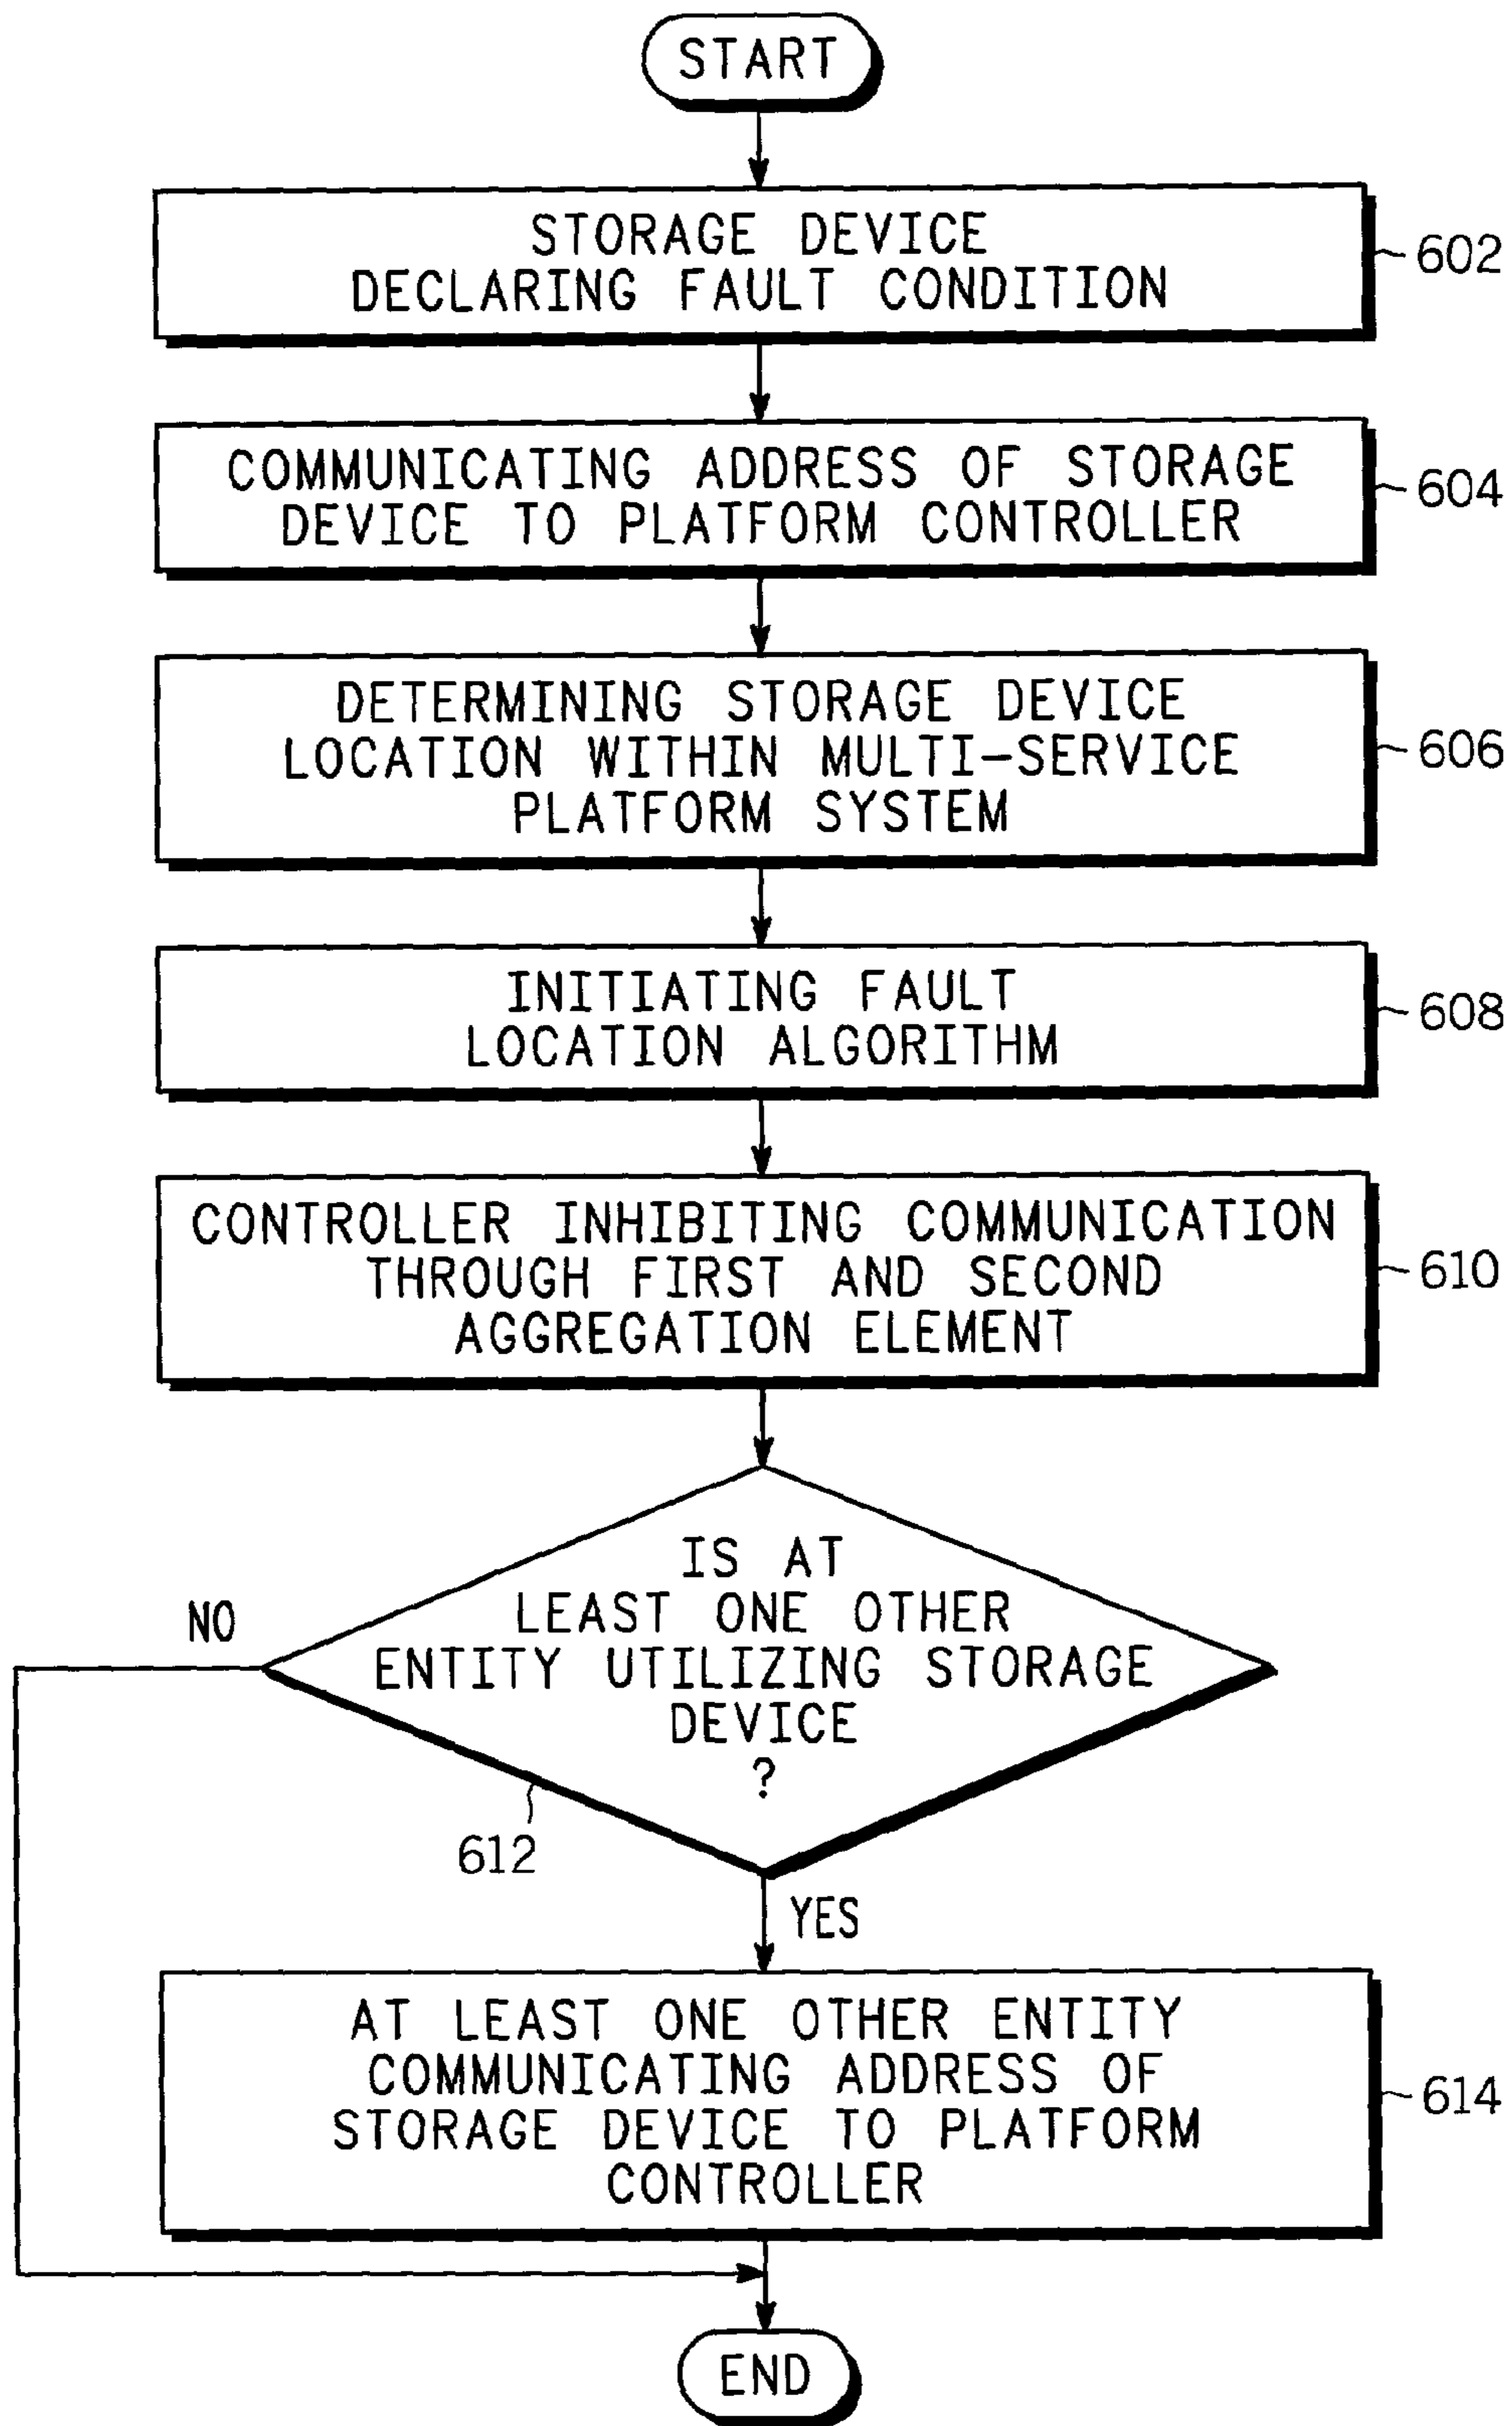 START
STORAGE DEVICE
DECLARING FAULT CONDITION
602
COMMUNICATING ADDRESS OF STORAGE
DEVICE TO PLATFORM CONTROLLER
604
DETERMINING STORAGE DEVICE
LOCATION WITHIN MULTI-SERVICE
PLATFORM SYSTEM
606
INITIATING FAULT
LOCATION ALGORITHM
608
CONTROLLER INHIBITING COMMUNICATION
THROUGH FIRST AND SECOND
AGGREGATION ELEMENT
610
IS AT
LEAST ONE OTHER
ENTITY UTILIZING STORAGE
DEVICE
?
NO
612
YES
AT LEAST ONE OTHER ENTITY
COMMUNICATING ADDRESS OF
STORAGE DEVICE TO PLATFORM
CONTROLLER
614
END